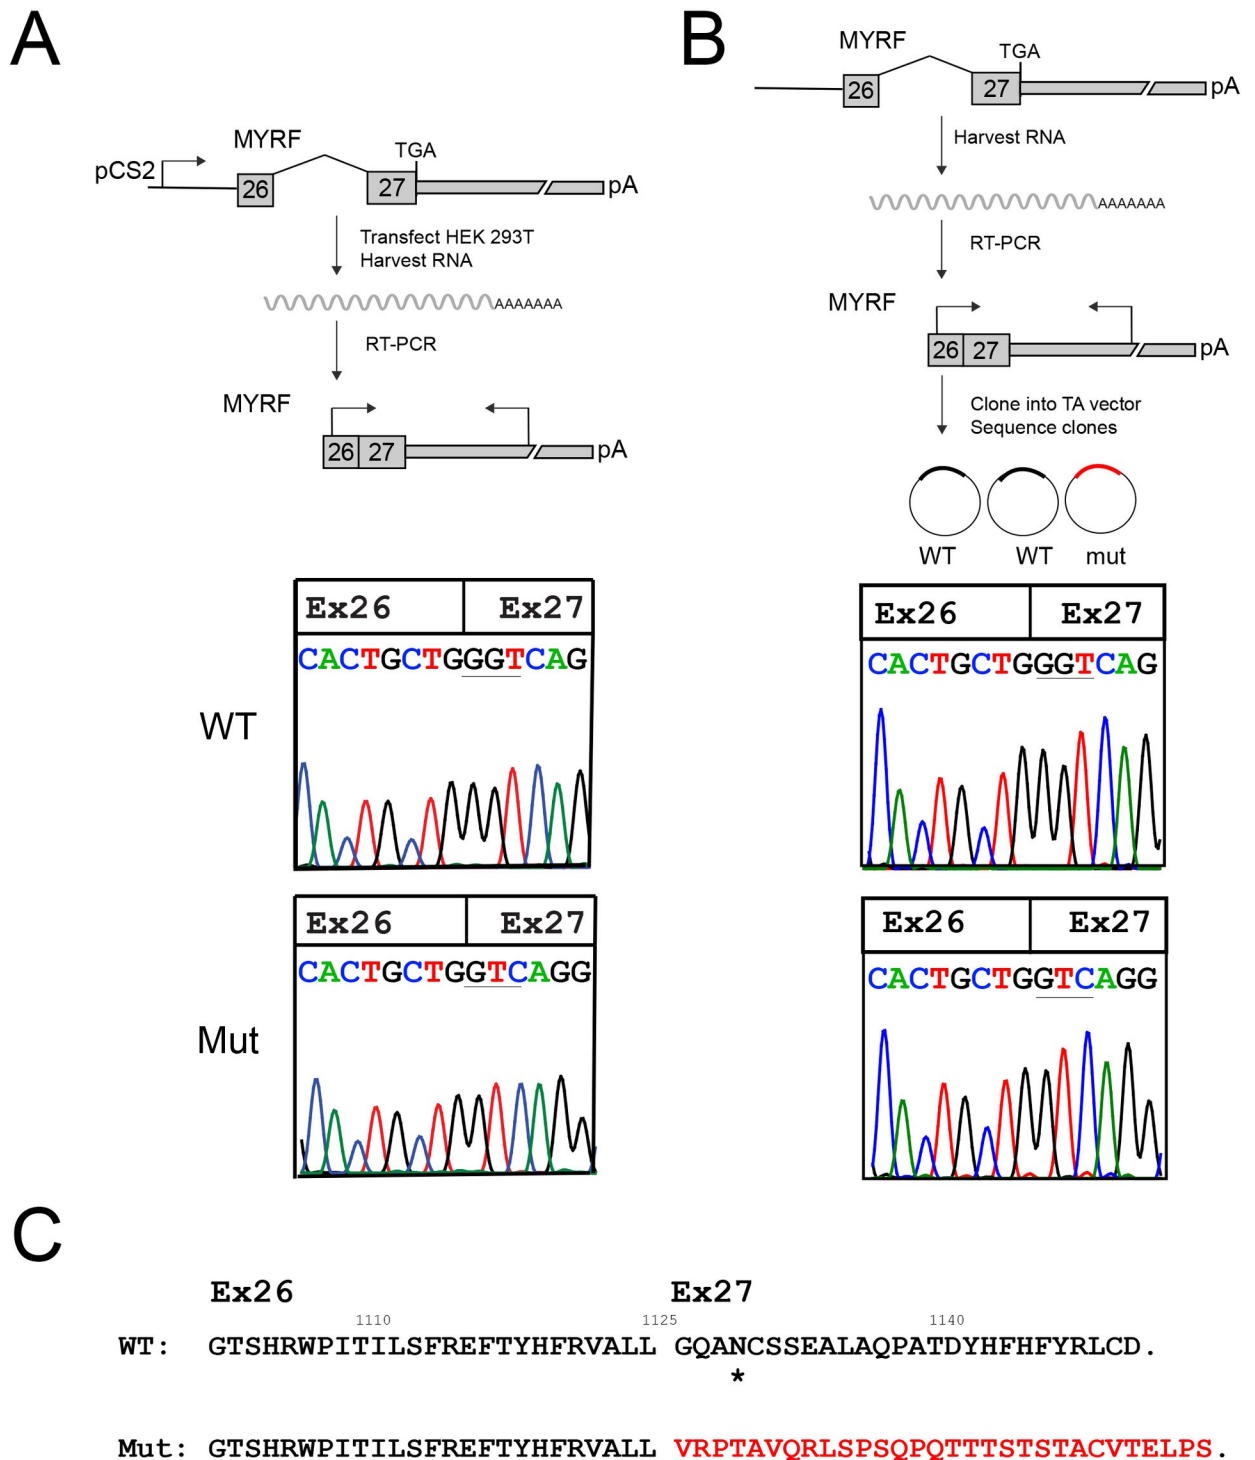 A
pCS2
MYRF
TGA
26
27
pA
Transfect HEK 293T
Harvest RNA
AAAAAAA
RT-PCR
MYRF
26
27
pA
Ex26
Ex27
CACTGCTGGGTCAG
WT
Ex26
Ex27
CACTGCTGGTCAGG
Mut
B
MYRF
TGA
26
27
pA
Harvest RNA
AAAAAAA
RT-PCR
MYRF
26
27
pA
Clone into TA vector
Sequence clones
WT
WT
mut
Ex26
Ex27
CACTGCTGGGTCAG
Ex26
Ex27
CACTGCTGGTCAGG
C
Ex26
Ex27
1110
1125
1140
WT: GTSHRWPITILSFREFTYHFRVALL GQANCSSEALAQPATDYHFHFYRLCD.
*
Mut: GTSHRWPITILSFREFTYHFRVALL VRPTAVQRLSPSQPQTTTSTSTACVTELPS.